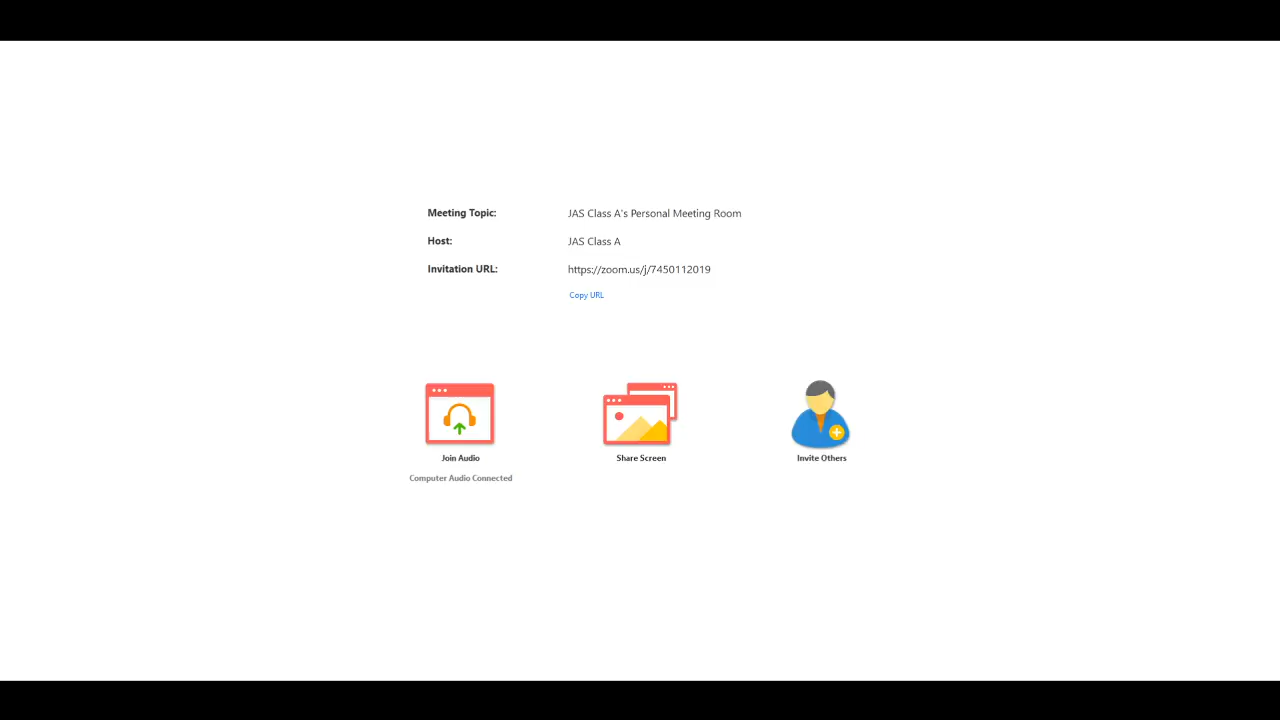 Meeting Topic: JAS Class A's Personal Meeting Room
Host: JAS Class A
Invitation URL: https://zoom.us/j/7450112019
Copy URL
Join Audio Share Screen Invite Others
Computer Audio Connected